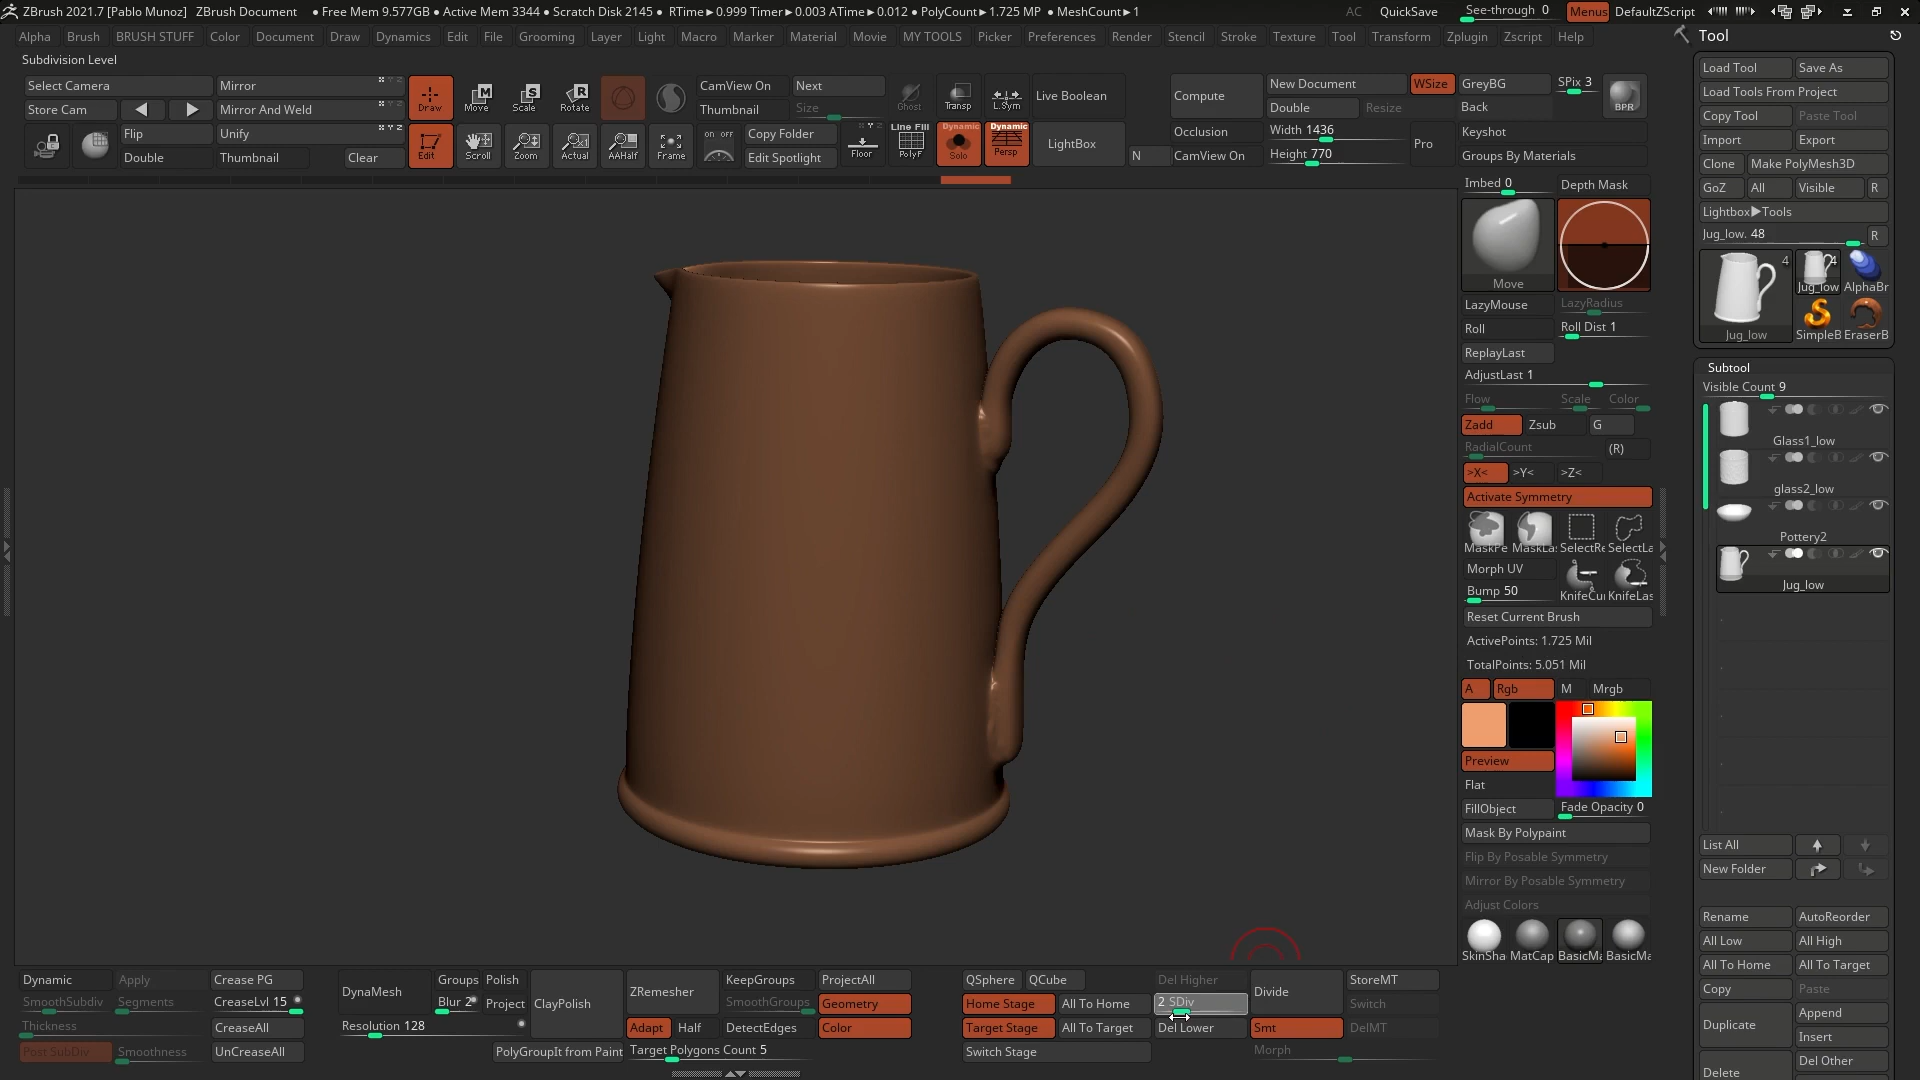 ZBrush 2021.7 [Pablo Munoz] ZBrush Document • Free Mem 9.577GB • Active Mem 3344 • Scratch Disk 2145 • RTime►0.999 Timer►0.003 ATime►0.012 • PolyCount►1.725 MP • MeshCount►1 AC QuickSave See-through 0 Menus DefaultZScript
Alpha Brush BRUSH STUFF Color Document Draw Dynamics Edit File Grooming Layer Light Macro Marker Material Movie MY TOOLS Picker Preferences Render Stencil Stroke Texture Tool Transform Zplugin Zscript Help
Subdivision Level
Select Camera
Store Cam
Flip
Double
Mirror
Mirror And Weld
Unify
Thumbnail Clear
Draw Move Scale Rotate
Edit Scroll Zoom Actual AAHalf Frame
CamView On Next
Thumbnail Size
ON OFF
Copy Folder
Edit Spotlight
Ghost Transp L.Sym Live Boolean
Floor
Line Fill
PolyF
Dynamic
Solo
Dynamic
Persp
LightBox
N
Compute
Occlusion
CamView On
New Document WSize
Double Resize
Width 1436
Height 770
Pro
GreyBG
Back
SPix 3
BPR
Keyshot
Groups By Materials
Imbed 0 Depth Mask
Move
LazyMouse LazyRadius
Roll Roll Dist 1
ReplayLast
AdjustLast 1
Flow Scale Color
Zadd Zsub G
RadialCount (R)
>X< >Y< >Z<
Activate Symmetry
MaskPe MaskLa SelectRe SelectLa
Morph UV
Bump 50
KnifeCu KnifeLas
Reset Current Brush
ActivePoints: 1.725 Mil
TotalPoints: 5.051 Mil
A Rgb M Mrgb
Preview
Flat
FillObject Fade Opacity 0
Mask By Polypaint
Flip By Posable Symmetry
Mirror By Posable Symmetry
Adjust Colors
SkinSha MatCap BasicMa BasicMa
Tool
Load Tool Save As
Load Tools From Project
Copy Tool Paste Tool
Import Export
Clone Make PolyMesh3D
GoZ All Visible R
Lightbox►Tools
Jug_low. 48 R
4
Jug_low
4
Jug_low AlphaBr
SimpleB EraserB
Subtool
Visible Count 9
Glass1_low
glass2_low
Pottery2
Jug_low
List All
New Folder
Rename AutoReorder
All Low All High
All To Home All To Target
Copy Paste
Duplicate Append
Insert
Delete Del Other
Dynamic Apply Crease PG
SmoothSubdiv Segments CreaseLvl 15
Thickness CreaseAll
Post SubDiv Smoothness UnCreaseAll
DynaMesh Groups Polish
Blur 2 Project
Resolution 128
ClayPolish
PolyGroupIt from Paint
ZRemesher
Adapt Half
Target Polygons Count 5
KeepGroups
SmoothGroups
DetectEdges
ProjectAll
Geometry
Color
QSphere QCube
Home Stage All To Home
Target Stage All To Target
Switch Stage
Del Higher
2 SDiv
Del Lower
Divide
Smt
Morph
StoreMT
Switch
DelMT